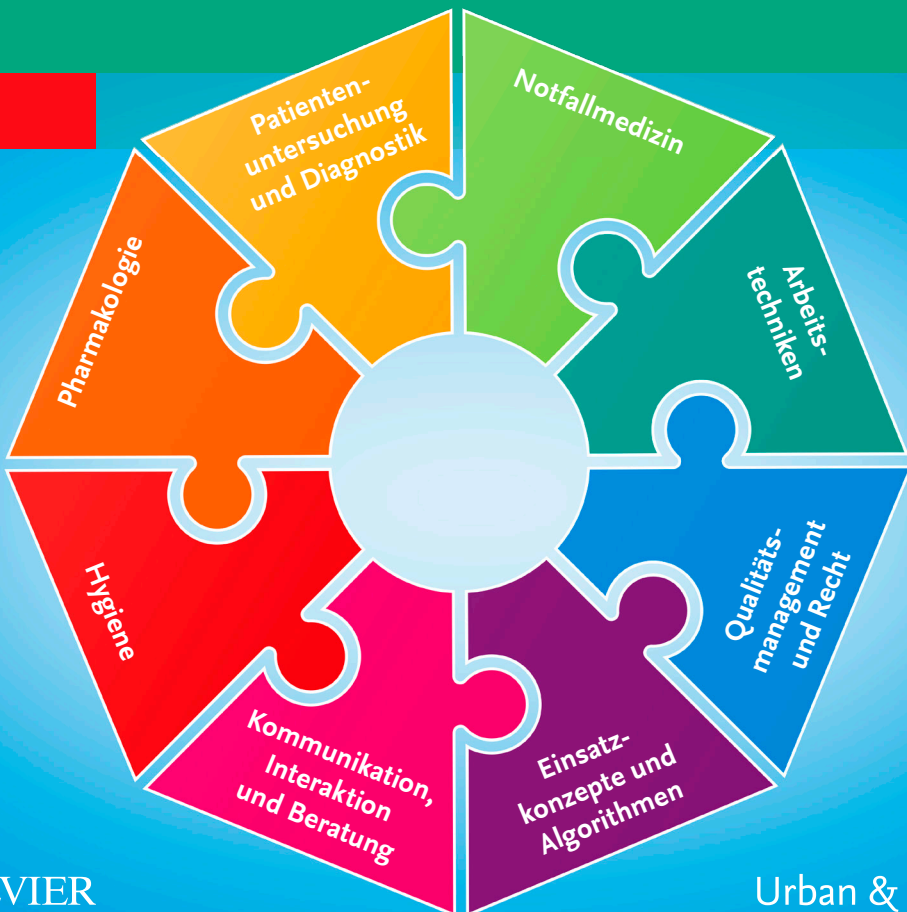 Patienten-
untersuchung
und Diagnostik
Notfallmedizin
Arbeits-
techniken
Qualitäts-
management
und Recht
Einsatz-
konzepte und
Algorithmen
Kommunikation,
Interaktion
und Beratung
Hygiene
Pharmakologie
VIER
Urban &